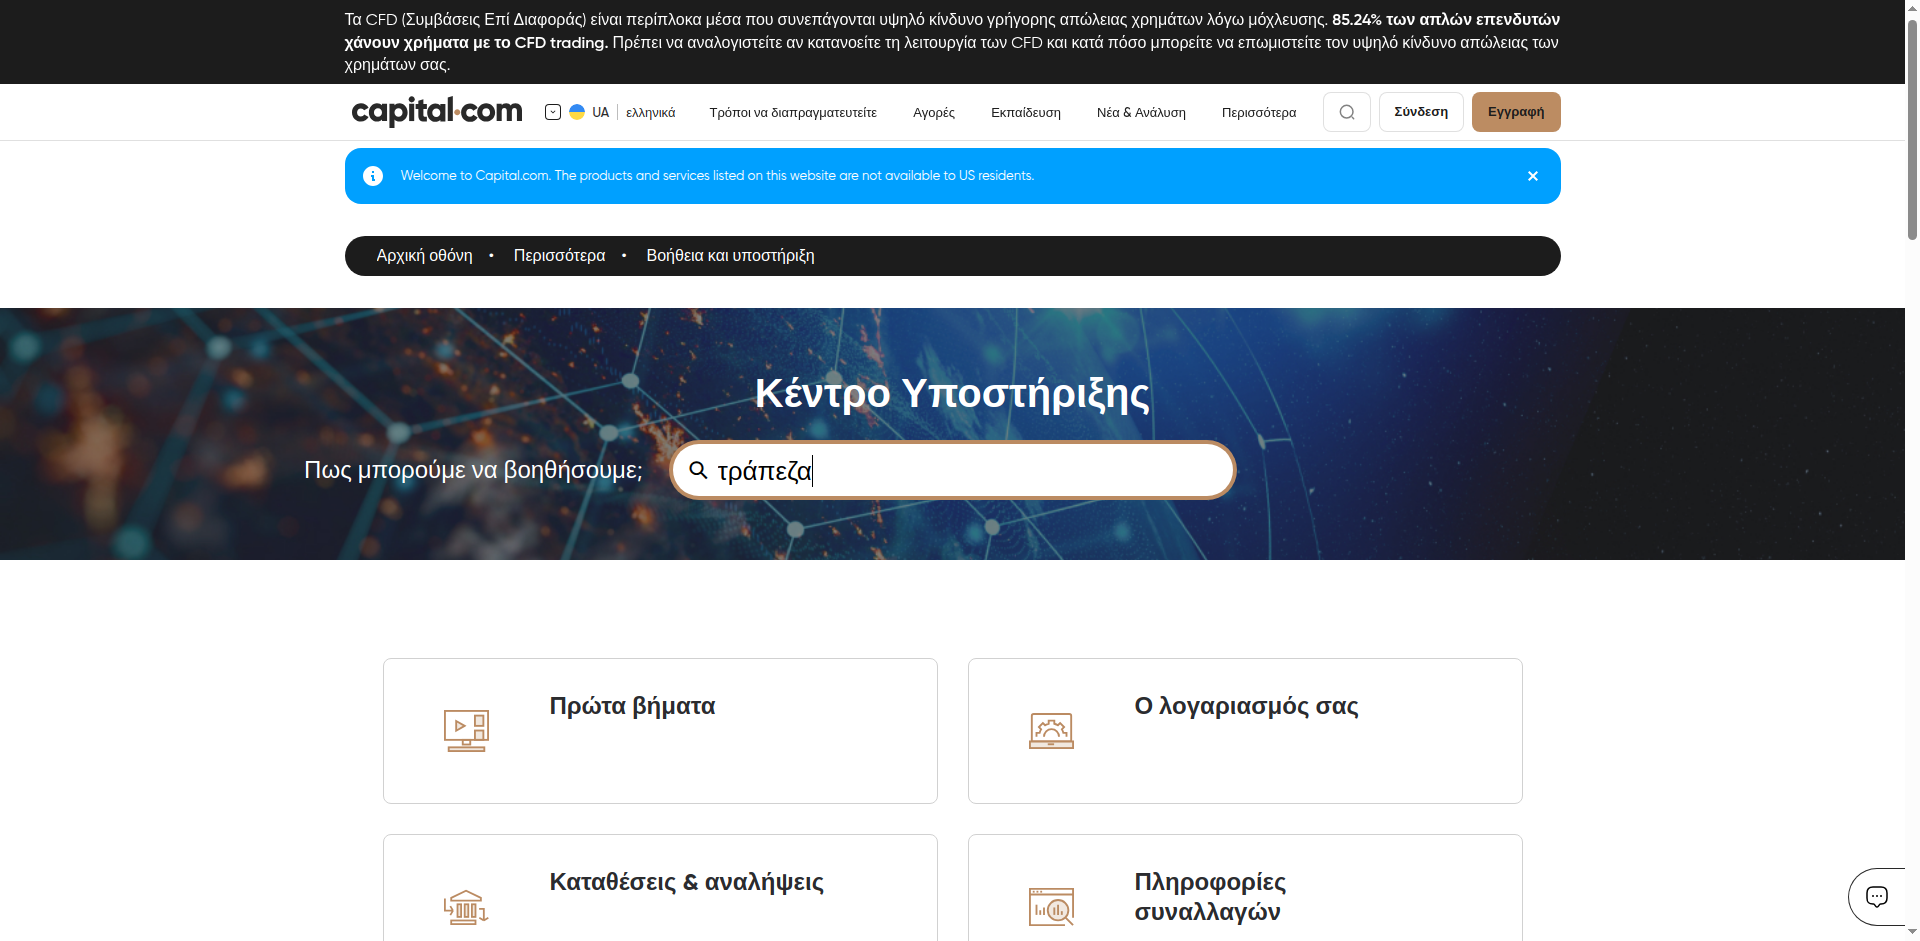 Τα CFD (Συμβάσεις Επί Διαφοράς) είναι περίπλοκα μέσα που συνεπάγονται υψηλό κίνδυνο γρήγορης απώλειας χρημάτων λόγω μόχλευσης. 85.24% των απλών επενδυτών
χάνουν χρήματα με το CFD trading. Πρέπει να αναλογιστείτε αν κατανοείτε τη λειτουργία των CFD και κατά πόσο μπορείτε να επωμιστείτε τον υψηλό κίνδυνο απώλειας των
χρημάτων σας.
capital.com UA ελληνικά Τρόποι να διαπραγματευτείτε Αγορές Εκπαίδευση Νέα & Ανάλυση Περισσότερα Σύνδεση Εγγραφή
Welcome to Capital.com. The products and services listed on this website are not available to US residents.
Αρχική οθόνη • Περισσότερα • Βοήθεια και υποστήριξη
Κέντρο Υποστήριξης
Πως μπορούμε να βοηθήσουμε; τράπεζα
Πρώτα βήματα
Ο λογαριασμός σας
Καταθέσεις & αναλήψεις
Πληροφορίες
συναλλαγών